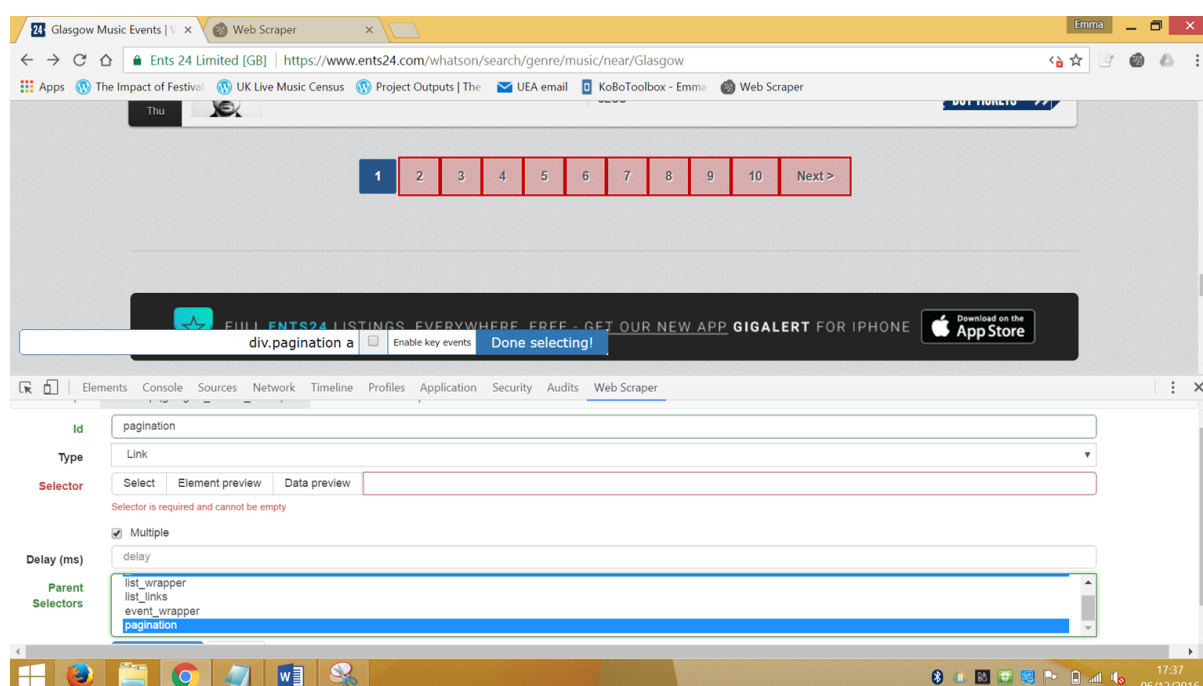 24 Glasgow Music Events | V × Web Scraper × Emma
Ents 24 Limited [GB] https://www.ents24.com/whatson/search/genre/music/near/Glasgow
Apps The Impact of Festival UK Live Music Census Project Outputs | The UEA email KoBoToolbox - Emma Web Scraper
Thu
1 2 3 4 5 6 7 8 9 10 Next >
FULL ENTS24 LISTINGS, EVERYWHERE, FREE - GET OUR NEW APP GIGALERT FOR IPHONE
Download on the
App Store
div.pagination a Enable key events Done selecting!
Elements Console Sources Network Timeline Profiles Application Security Audits Web Scraper
Id pagination
Type Link
Selector Select Element preview Data preview
Selector is required and cannot be empty
Multiple
Delay (ms) delay
Parent
Selectors
list_wrapper
list_links
event_wrapper
pagination
17:37
06/12/2016